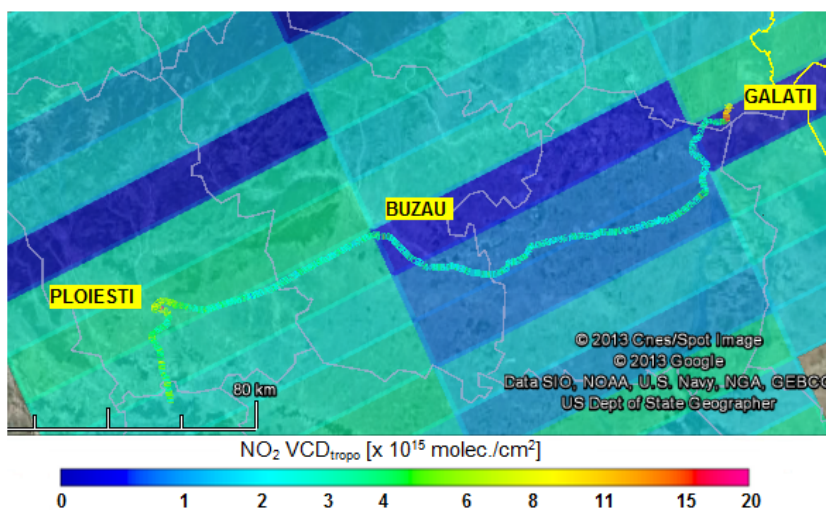 GALATI
BUZAU
PLOIESTI
80 km
© 2013 Cnes/Spot Image
© 2013 Google
Data SIO, NOAA, U.S. Navy, NGA, GEBCO
US Dept of State Geographer
NO₂ VCDtropo [x 10¹⁵ molec./cm²]
0 1 2 3 4 6 8 11 15 20